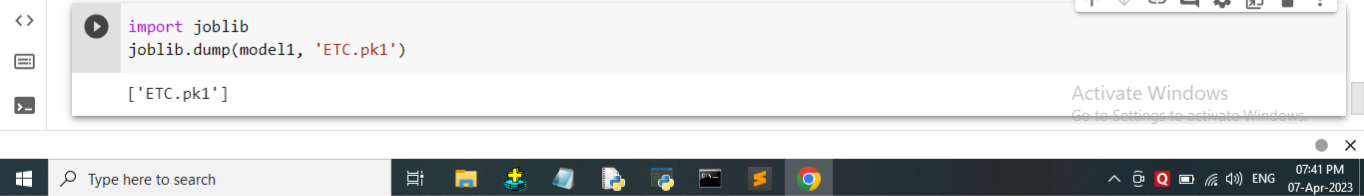 import joblib
joblib.dump(model1, 'ETC.pk1')
['ETC.pk1']
Activate Windows
Go to Settings to activate Windows.
Type here to search
ENG
07:41 PM
07-Apr-2023